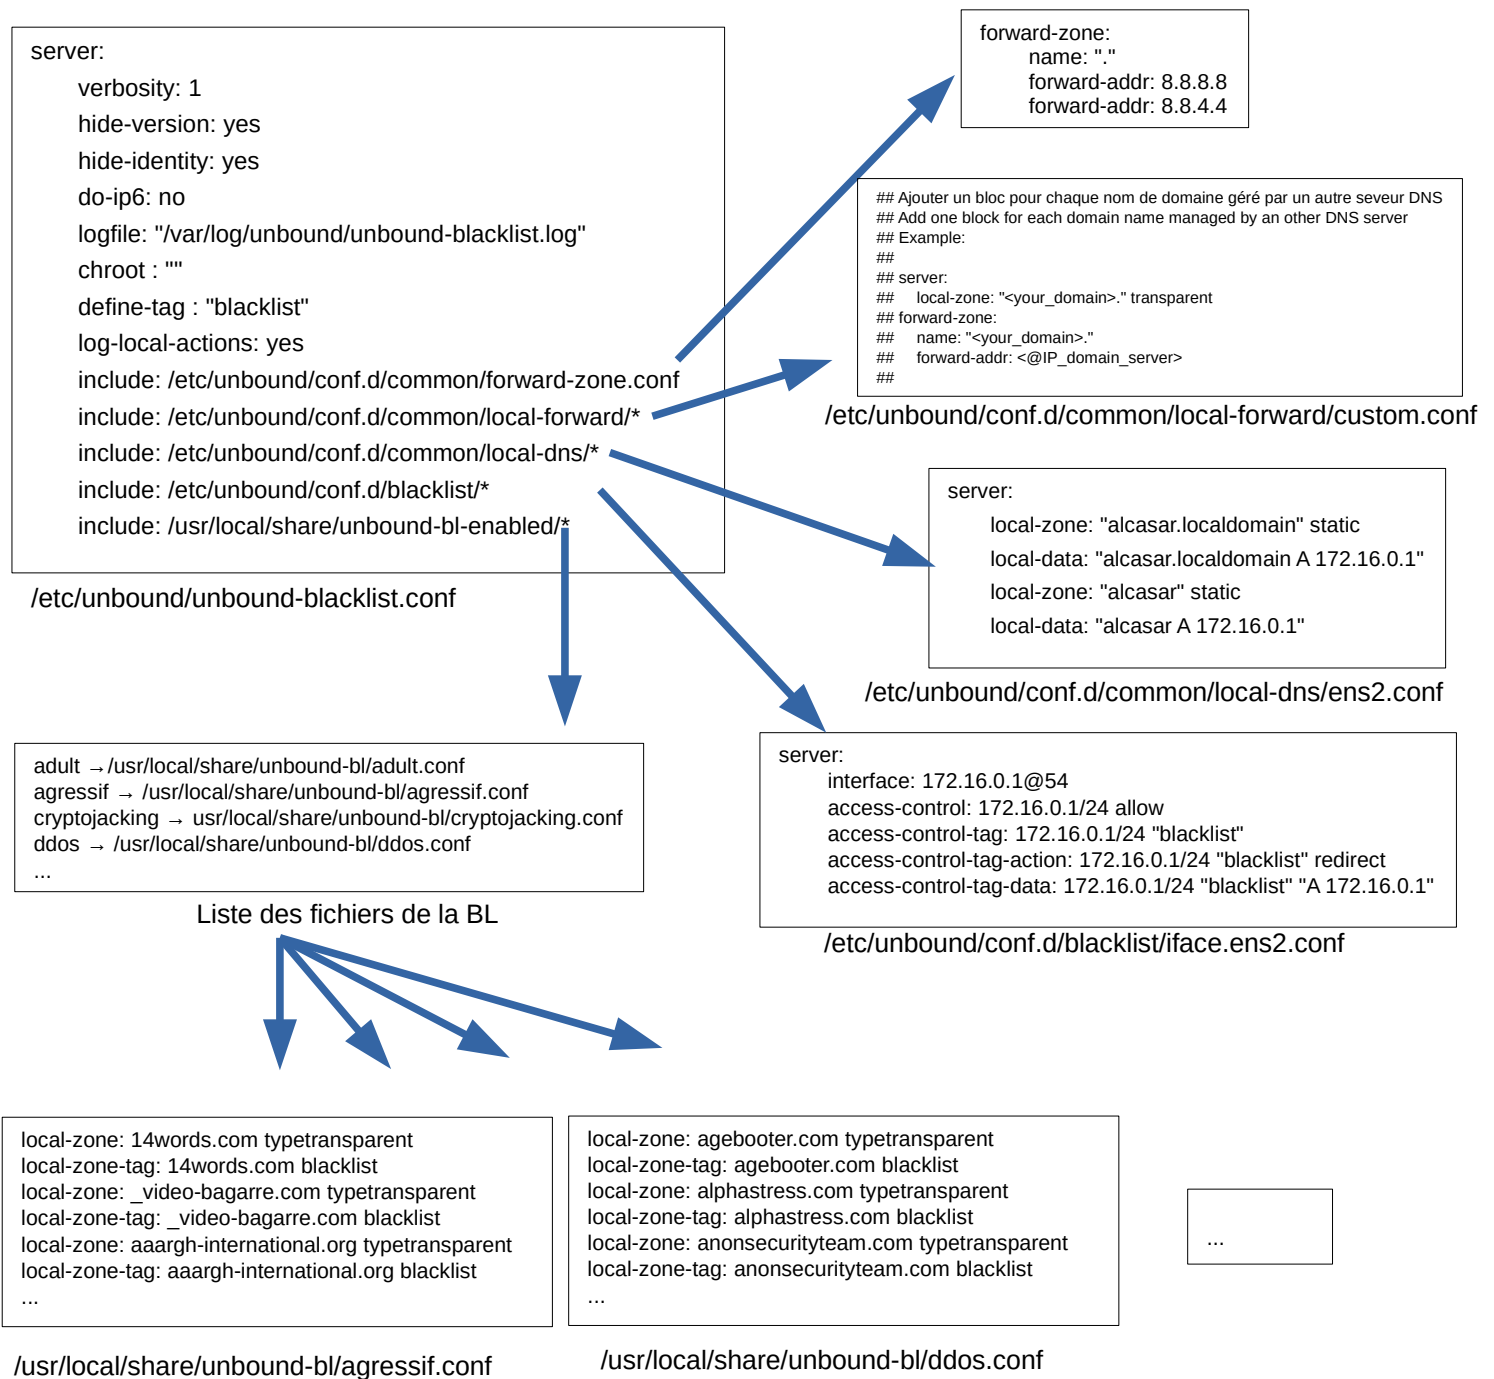 server:
verbosity: 1
hide-version: yes
hide-identity: yes
do-ip6: no
logfile: "/var/log/unbound/unbound-blacklist.log"
chroot : ""
define-tag : "blacklist"
log-local-actions: yes
include: /etc/unbound/conf.d/common/forward-zone.conf
include: /etc/unbound/conf.d/common/local-forward/*
include: /etc/unbound/conf.d/common/local-dns/*
include: /etc/unbound/conf.d/blacklist/*
include: /usr/local/share/unbound-bl-enabled/*
/etc/unbound/unbound-blacklist.conf
forward-zone:
name: "."
forward-addr: 8.8.8.8
forward-addr: 8.8.4.4
## Ajouter un bloc pour chaque nom de domaine géré par un autre seveur DNS
## Add one block for each domain name managed by an other DNS server
## Example:
##
## server:
## local-zone: "<your_domain>." transparent
## forward-zone:
## name: "<your_domain>."
## forward-addr: <@IP_domain_server>
##
/etc/unbound/conf.d/common/local-forward/custom.conf
server:
local-zone: "alcasar.localdomain" static
local-data: "alcasar.localdomain A 172.16.0.1"
local-zone: "alcasar" static
local-data: "alcasar A 172.16.0.1"
/etc/unbound/conf.d/common/local-dns/ens2.conf
server:
interface: 172.16.0.1@54
access-control: 172.16.0.1/24 allow
access-control-tag: 172.16.0.1/24 "blacklist"
access-control-tag-action: 172.16.0.1/24 "blacklist" redirect
access-control-tag-data: 172.16.0.1/24 "blacklist" "A 172.16.0.1"
/etc/unbound/conf.d/blacklist/iface.ens2.conf
adult →/usr/local/share/unbound-bl/adult.conf
agressif → /usr/local/share/unbound-bl/agressif.conf
cryptojacking → usr/local/share/unbound-bl/cryptojacking.conf
ddos → /usr/local/share/unbound-bl/ddos.conf
...
Liste des fichiers de la BL
local-zone: 14words.com typetransparent
local-zone-tag: 14words.com blacklist
local-zone: _video-bagarre.com typetransparent
local-zone-tag: _video-bagarre.com blacklist
local-zone: aaargh-international.org typetransparent
local-zone-tag: aaargh-international.org blacklist
...
/usr/local/share/unbound-bl/agressif.conf
local-zone: agebooter.com typetransparent
local-zone-tag: agebooter.com blacklist
local-zone: alphastress.com typetransparent
local-zone-tag: alphastress.com blacklist
local-zone: anonsecurityteam.com typetransparent
local-zone-tag: anonsecurityteam.com blacklist
...
/usr/local/share/unbound-bl/ddos.conf
...